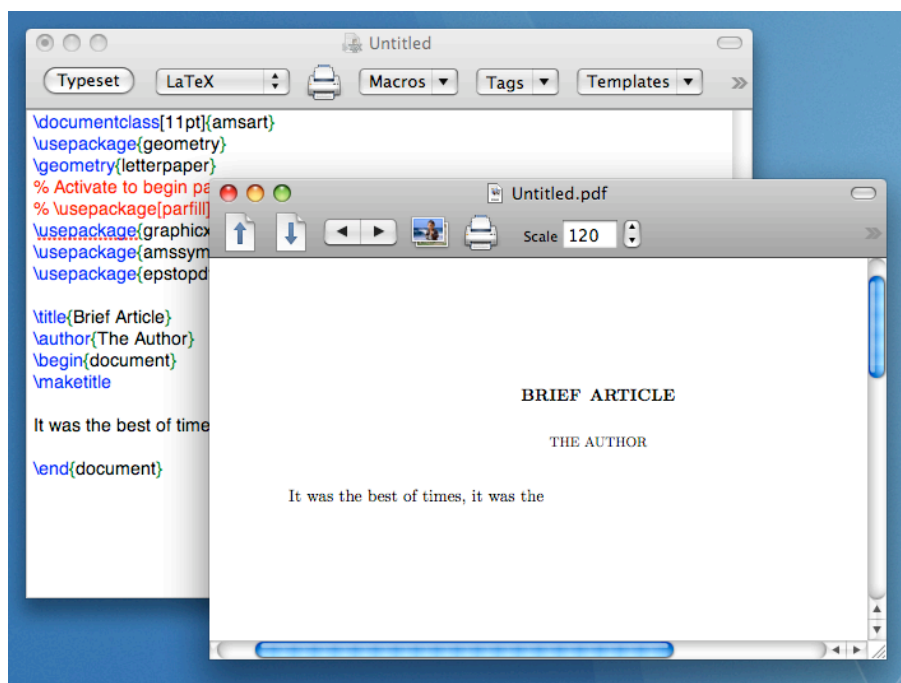 Untitled
Typeset LaTeX Macros Tags Templates »
\documentclass[11pt]{amsart}
\usepackage{geometry}
\geometry{letterpaper}
% Activate to begin
% \usepackage[parfill]
\usepackage{graphicx
\usepackage{amssym
\usepackage{epstopd
\title{Brief Article}
\author{The Author}
\begin{document}
\maketitle
It was the best of time
\end{document}
Untitled.pdf
Scale 120 »
BRIEF ARTICLE
THE AUTHOR
It was the best of times, it was the